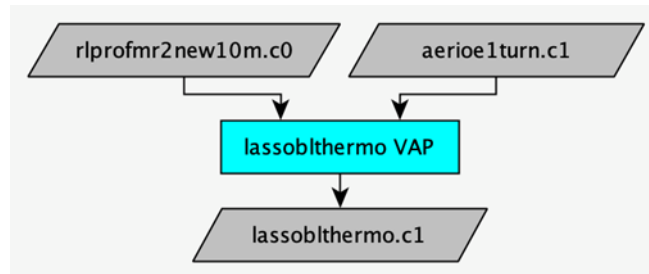 rlprofmr2new10m.c0
aerioe1turn.c1
lassoblthermo VAP
lassoblthermo.c1